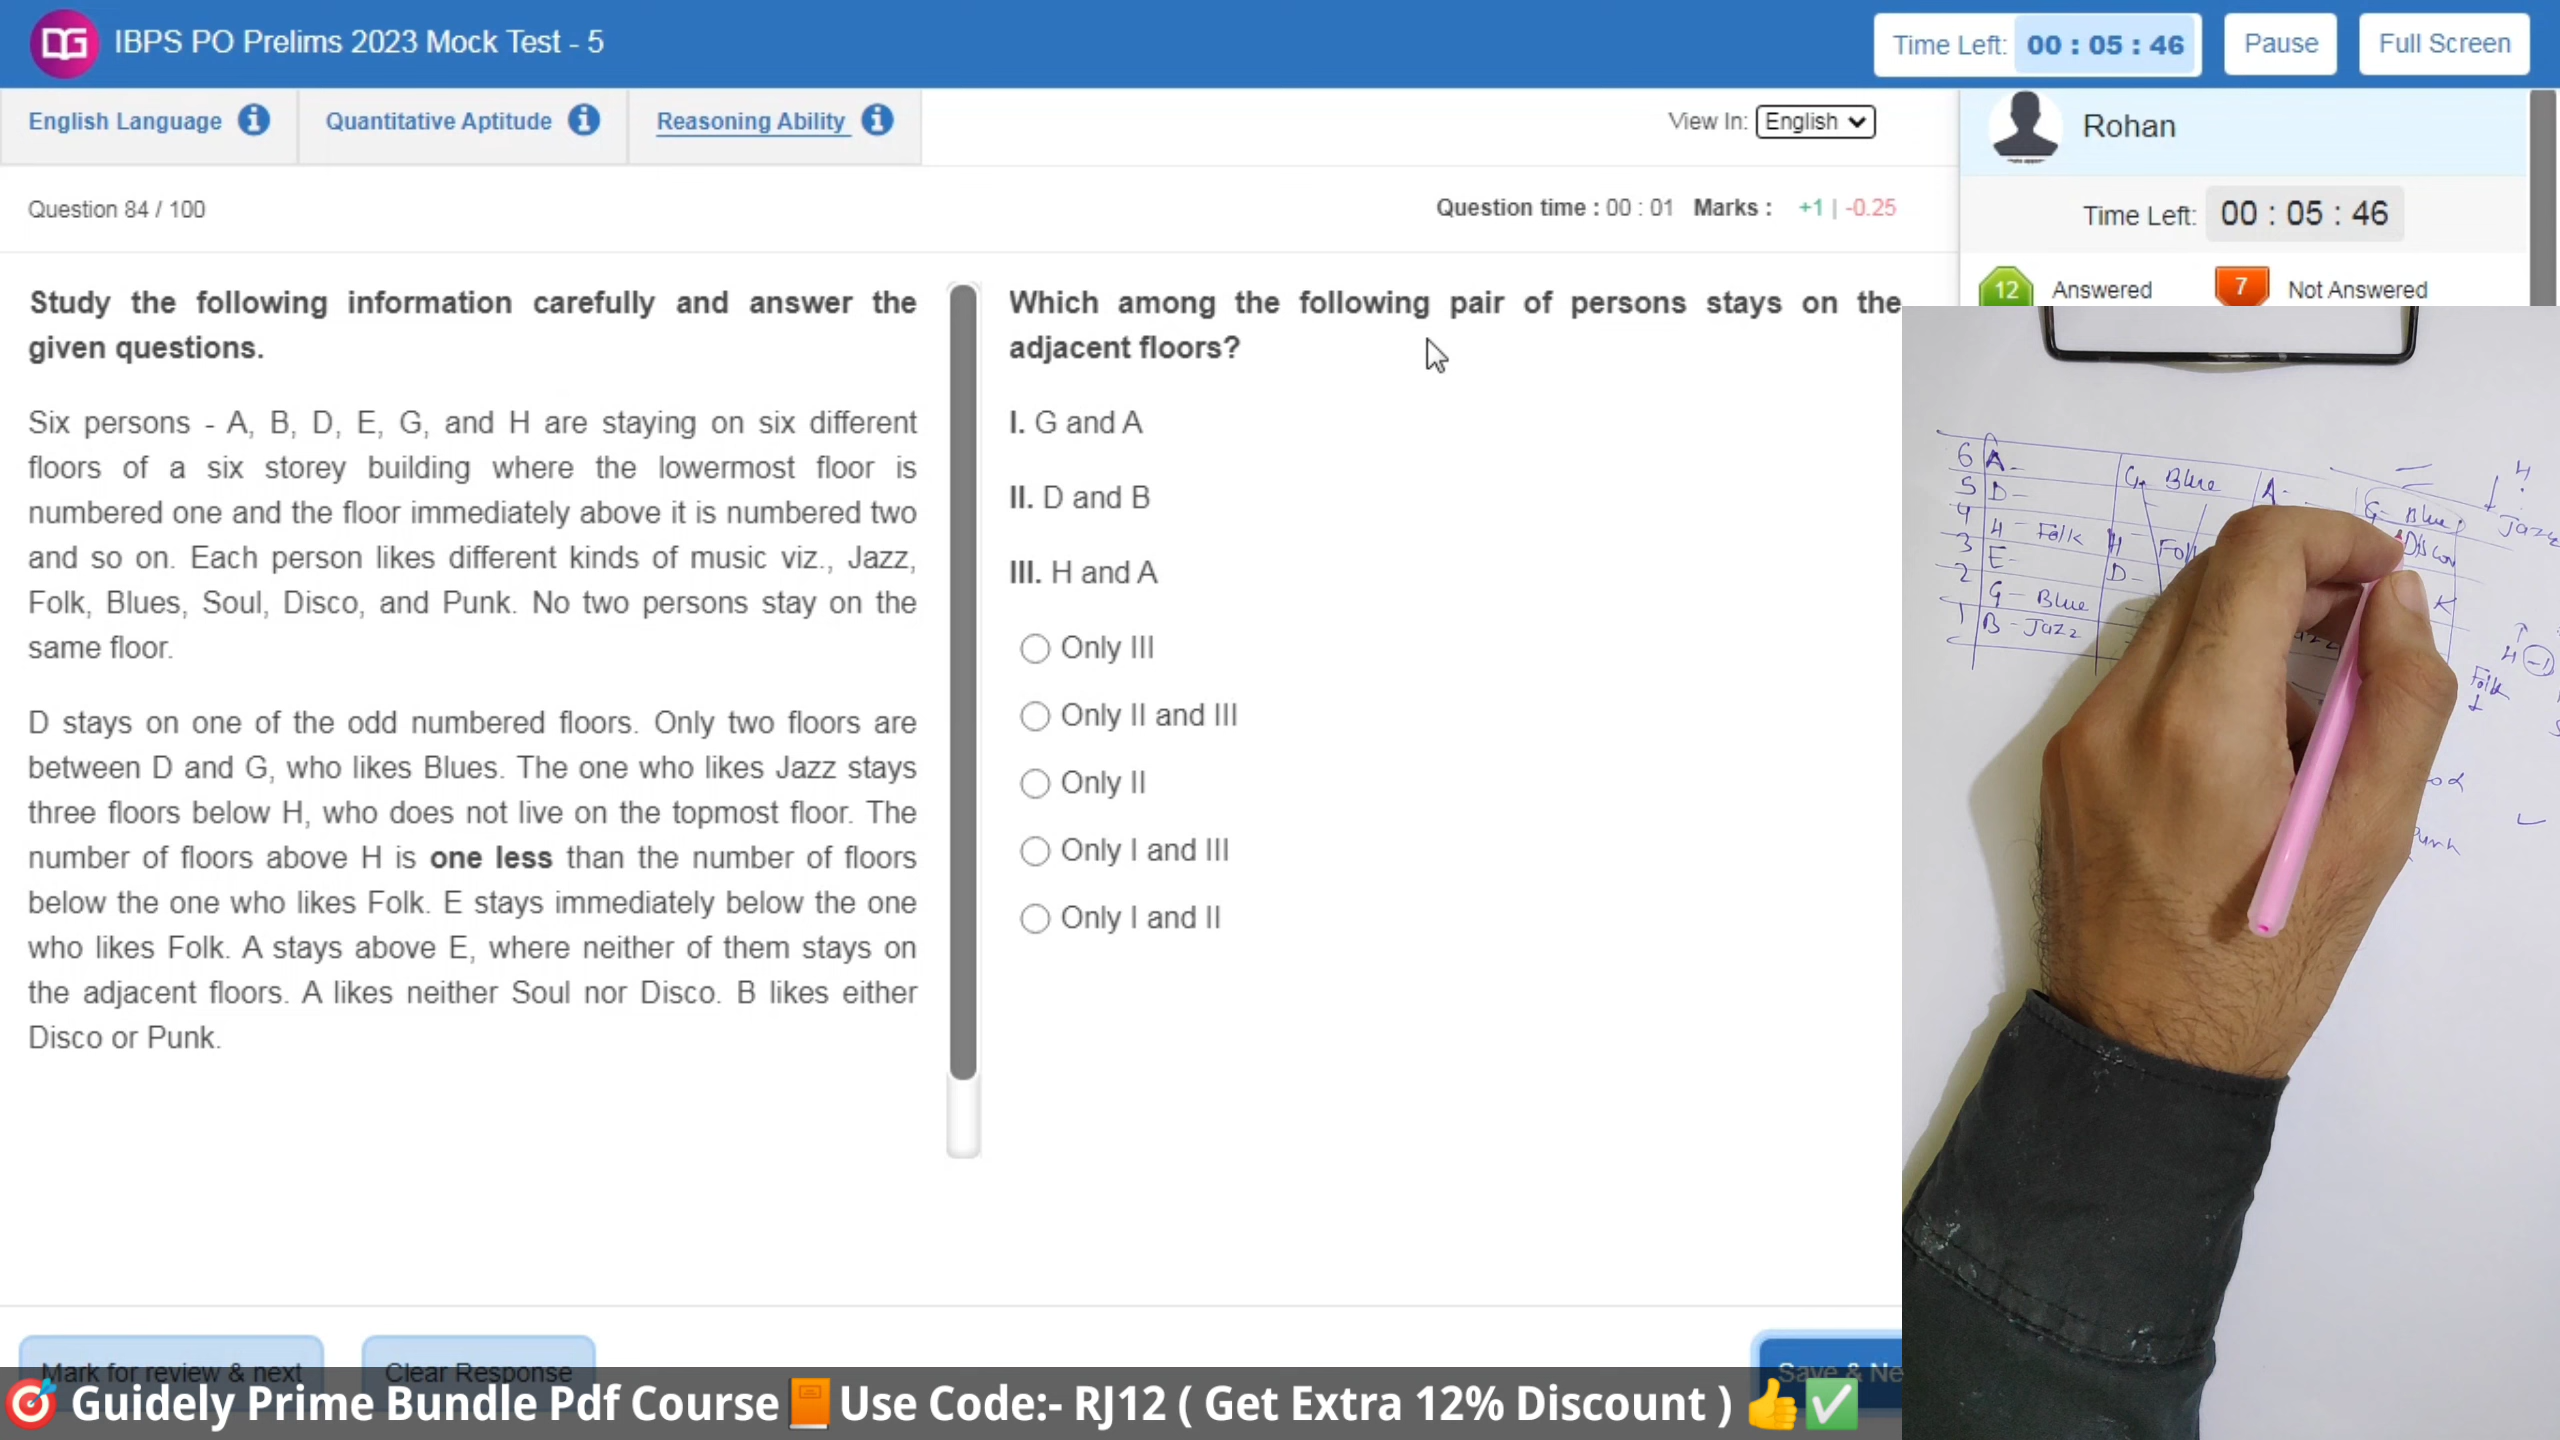 DG IBPS PO Prelims 2023 Mock Test - 5
Time Left: 00 : 05 : 46
Pause
Full Screen
English Language i
Quantitative Aptitude i
Reasoning Ability i
View In: English
Rohan
Question 84 / 100
Question time : 00 : 01 Marks : +1 | -0.25
Time Left: 00 : 05 : 46
12 Answered
7 Not Answered
Study the following information carefully and answer the
given questions.
Six persons - A, B, D, E, G, and H are staying on six different
floors of a six storey building where the lowermost floor is
numbered one and the floor immediately above it is numbered two
and so on. Each person likes different kinds of music viz., Jazz,
Folk, Blues, Soul, Disco, and Punk. No two persons stay on the
same floor.
D stays on one of the odd numbered floors. Only two floors are
between D and G, who likes Blues. The one who likes Jazz stays
three floors below H, who does not live on the topmost floor. The
number of floors above H is one less than the number of floors
below the one who likes Folk. E stays immediately below the one
who likes Folk. A stays above E, where neither of them stays on
the adjacent floors. A likes neither Soul nor Disco. B likes either
Disco or Punk.
Which among the following pair of persons stays on the
adjacent floors?
I. G and A
II. D and B
III. H and A
Only III
Only II and III
Only II
Only I and III
Only I and II
6 A -
5 D -
4 H - Folk
3 E -
2 G - Blue
1 B - Jazz
G Blue
H
D -
A -
G - Blue
Disco
Jazz
Folk
Mark for review & next
Clear Response
Save & Ne
🎯 Guidely Prime Bundle Pdf Course📙Use Code:- RJ12 ( Get Extra 12% Discount ) 👍✅